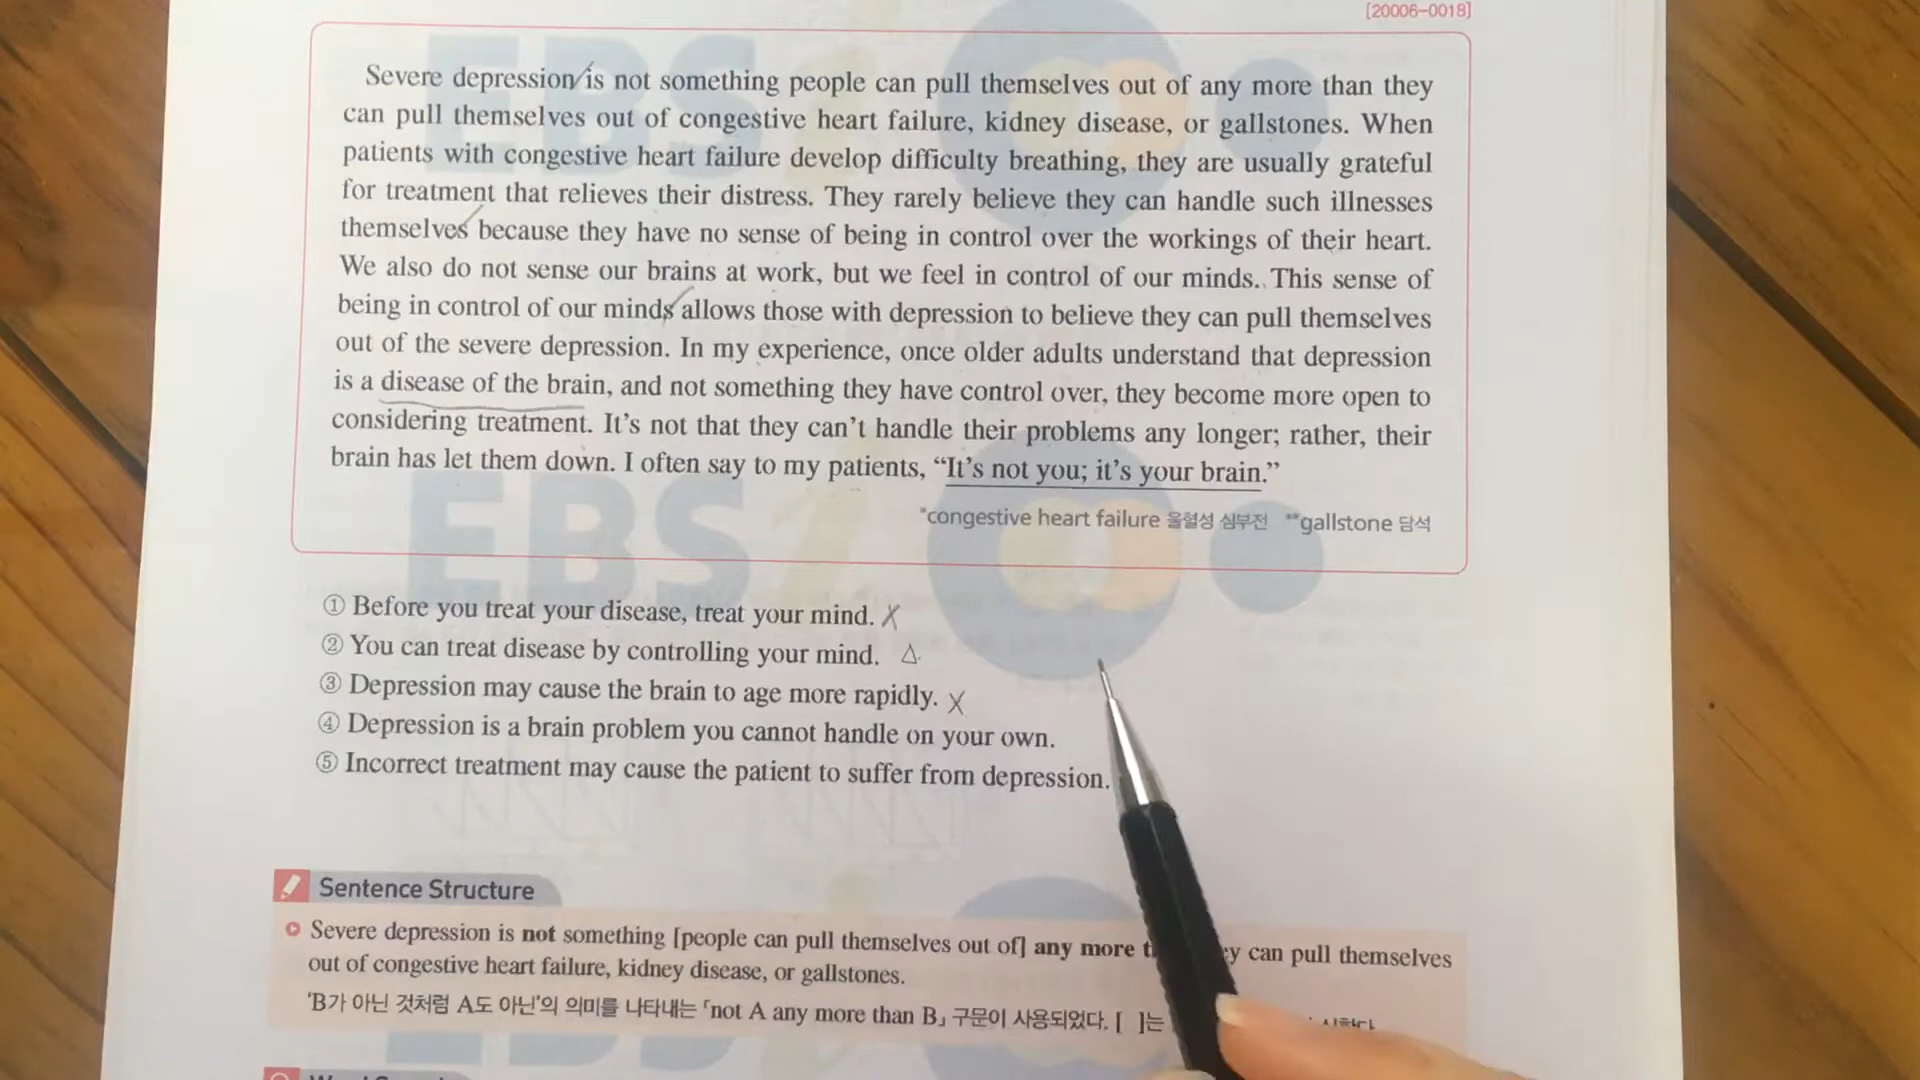 [20006-0018]
Severe depression is not something people can pull themselves out of any more than they
can pull themselves out of congestive heart failure, kidney disease, or gallstones. When
patients with congestive heart failure develop difficulty breathing, they are usually grateful
for treatment that relieves their distress. They rarely believe they can handle such illnesses
themselves because they have no sense of being in control over the workings of their heart.
We also do not sense our brains at work, but we feel in control of our minds. This sense of
being in control of our minds allows those with depression to believe they can pull themselves
out of the severe depression. In my experience, once older adults understand that depression
is a disease of the brain, and not something they have control over, they become more open to
considering treatment. It's not that they can't handle their problems any longer; rather, their
brain has let them down. I often say to my patients, “It's not you; it's your brain.”
*congestive heart failure 울혈성 심부전 **gallstone 담석
① Before you treat your disease, treat your mind. X
② You can treat disease by controlling your mind. △
③ Depression may cause the brain to age more rapidly. X
④ Depression is a brain problem you cannot handle on your own.
⑤ Incorrect treatment may cause the patient to suffer from depression.
Sentence Structure
Severe depression is not something [people can pull themselves out of] any more can pull themselves
out of congestive heart failure, kidney disease, or gallstones.
'B가 아닌 것처럼 A도 아닌'의 의미를 나타내는 「not A any more than B」 구문이 사용되었다. [ ]는
EBS
EBS